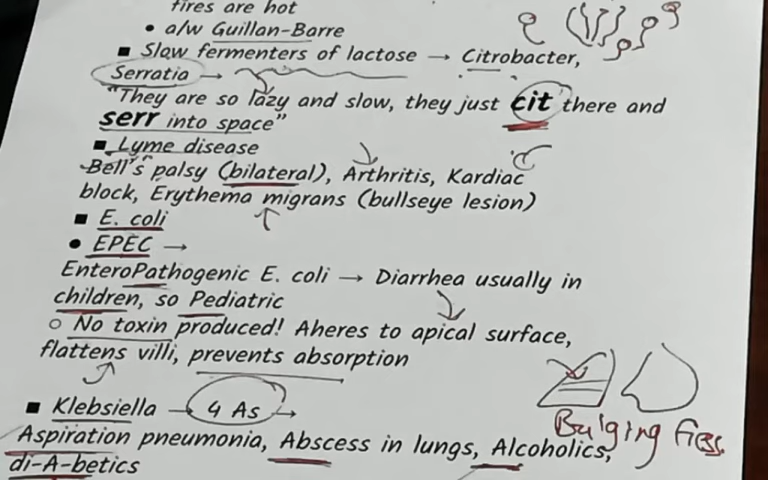 fires are hot
• a/w Guillan-Barre
▪ Slow fermenters of lactose → Citrobacter,
Serratia →
"They are so lazy and slow, they just cit there and
serr into space"
▪ Lyme disease
Bell's palsy (bilateral), Arthritis, Kardiac
block, Erythema migrans (bullseye lesion)
▪ E. coli
• EPEC →
EnteroPathogenic E. coli → Diarrhea usually in
children, so Pediatric
○ No toxin produced! Aheres to apical surface,
flattens villi, prevents absorption
▪ Klebsiella → 4 As →
Bulging
Aspiration pneumonia, Abscess in lungs, Alcoholics,
di-A-betics